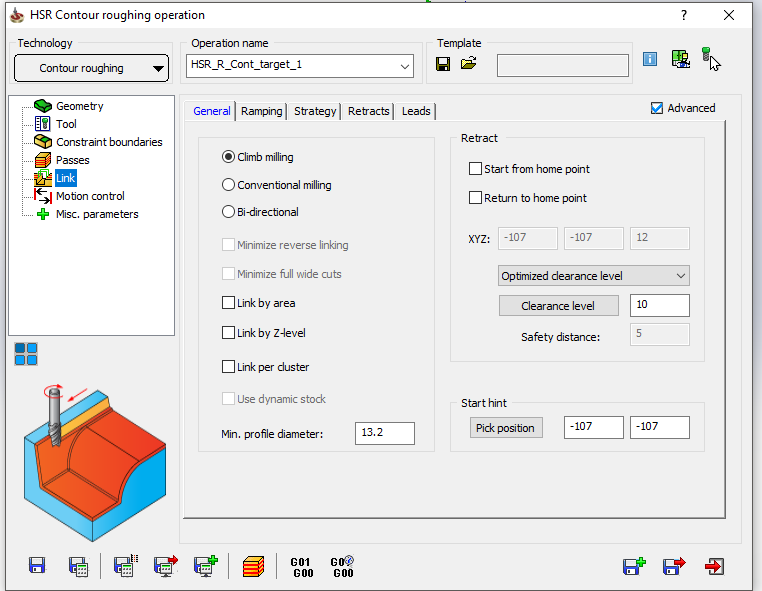 HSR Contour roughing operation
?
Technology
Contour roughing
Operation name
HSR_R_Cont_target_1
Template
Geometry
Tool
Constraint boundaries
Passes
Link
Motion control
Misc. parameters
General
Ramping
Strategy
Retracts
Leads
Advanced
Climb milling
Conventional milling
Bi-directional
Minimize reverse linking
Minimize full wide cuts
Link by area
Link by Z-level
Link per cluster
Use dynamic stock
Min. profile diameter: 13.2
Retract
Start from home point
Return to home point
XYZ: -107 -107 12
Optimized clearance level
Clearance level 10
Safety distance: 5
Start hint
Pick position -107 -107
G01 G0
G00 G00